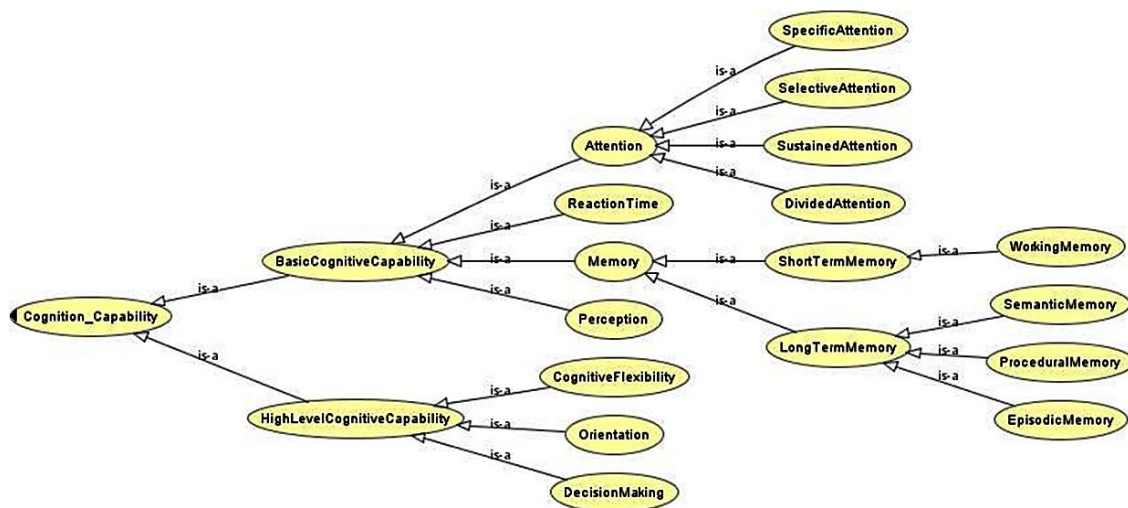 SpecificAttention
is-a
SelectiveAttention
is-a
Attention
is-a
SustainedAttention
is-a
DividedAttention
is-a
ReactionTime
is-a
BasicCognitiveCapability
is-a
Memory
is-a
ShortTermMemory
is-a
WorkingMemory
is-a
SemanticMemory
is-a
Cognition_Capability
is-a
Perception
is-a
LongTermMemory
is-a
ProceduralMemory
is-a
EpisodicMemory
is-a
CognitiveFlexibility
is-a
HighLevelCognitiveCapability
is-a
Orientation
is-a
DecisionMaking
is-a